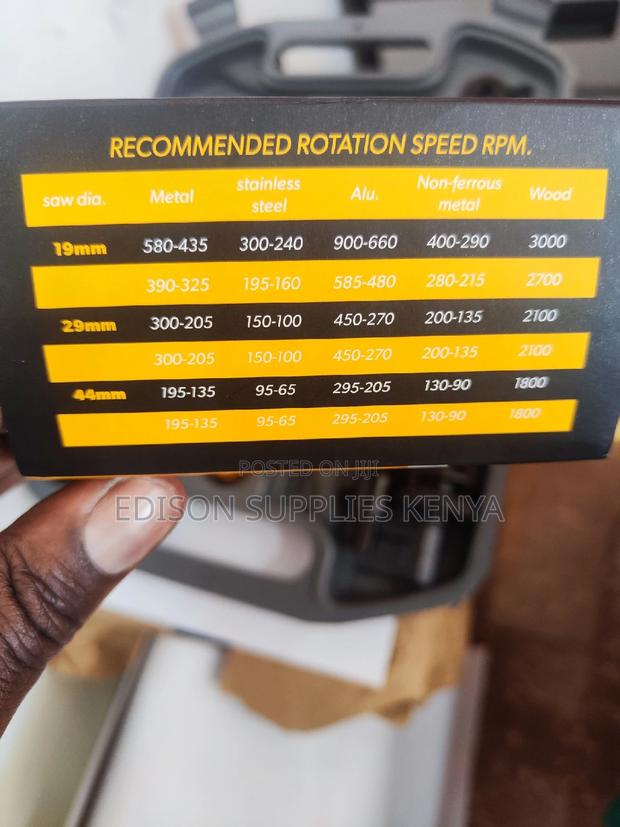 RECOMMENDED ROTATION SPEED RPM.
saw dia. Metal stainless steel Alu. Non-ferrous metal Wood
19mm 580-435 300-240 900-660 400-290 3000
390-325 195-160 585-480 280-215 2700
29mm 300-205 150-100 450-270 200-135 2100
300-205 150-100 450-270 200-135 2100
44mm 195-135 95-65 295-205 130-90 1800
195-135 95-65 295-205 130-90 1800
POSTED ON JIJI
EDISON SUPPLIES KENYA